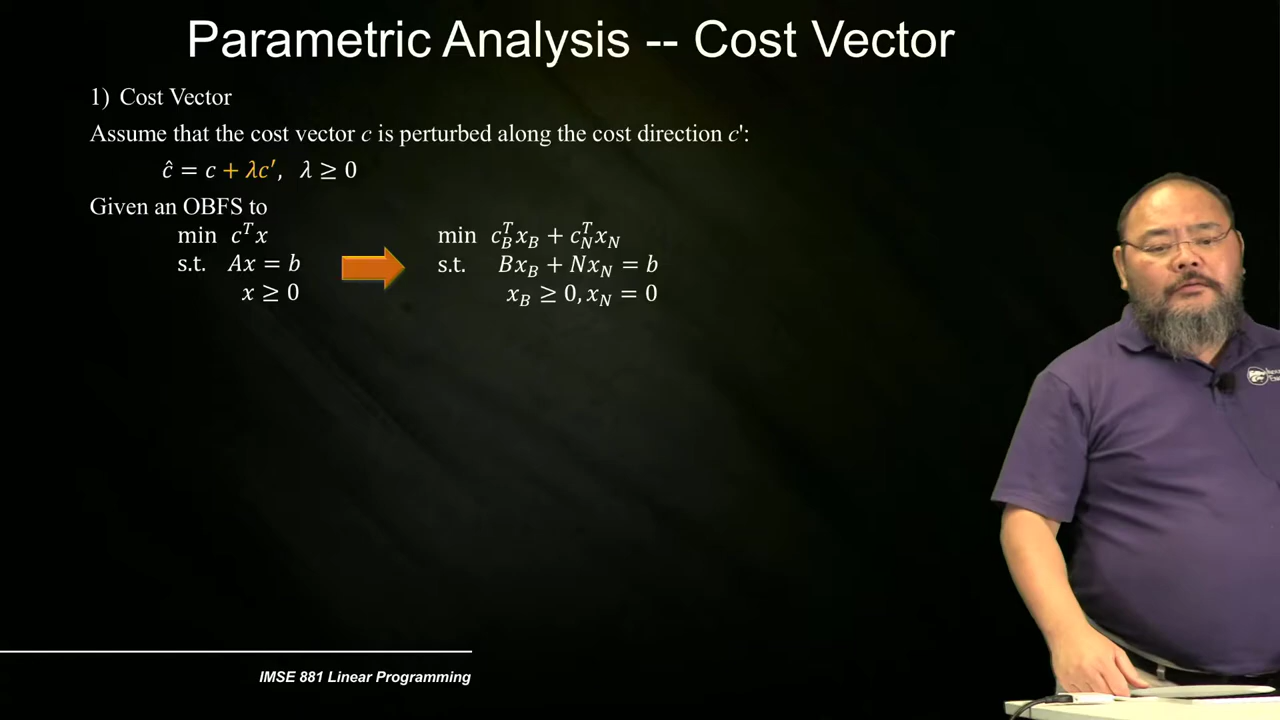 Parametric Analysis -- Cost Vector
1) Cost Vector
Assume that the cost vector c is perturbed along the cost direction c':
ĉ = c + λc′, λ ≥ 0
Given an OBFS to
min cᵀx
s.t. Ax = b
x ≥ 0
min c_B^T x_B + c_N^T x_N
s.t. Bx_B + Nx_N = b
x_B ≥ 0, x_N = 0
IMSE 881 Linear Programming